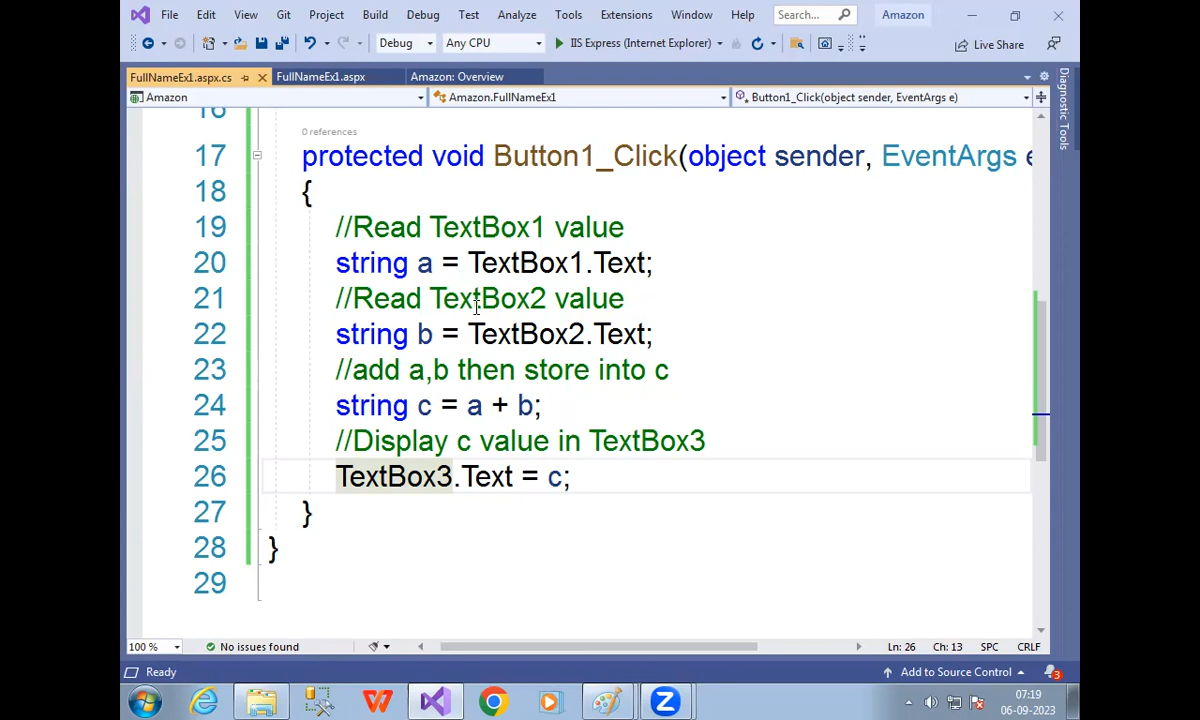 File Edit View Git Project Build Debug Test Analyze Tools Extensions Window Help Search... Amazon
Debug Any CPU IIS Express (Internet Explorer) Live Share
FullNameEx1.aspx.cs FullNameEx1.aspx Amazon: Overview
Amazon Amazon.FullNameEx1 Button1_Click(object sender, EventArgs e)
Diagnostic Tools
16
0 references
17 protected void Button1_Click(object sender, EventArgs e
18 {
19 //Read TextBox1 value
20 string a = TextBox1.Text;
21 //Read TextBox2 value
22 string b = TextBox2.Text;
23 //add a,b then store into c
24 string c = a + b;
25 //Display c value in TextBox3
26 TextBox3.Text = c;
27 }
28 }
29
100 % No issues found Ln: 26 Ch: 13 SPC CRLF
Ready Add to Source Control 3
07:19
06-09-2023